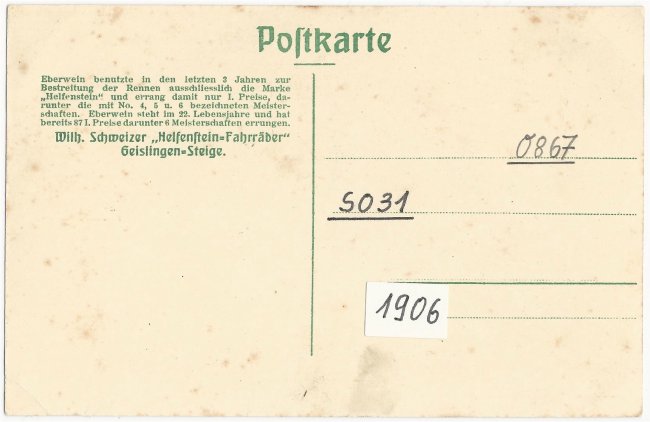 Poſtkarte
Eberwein benutzte in den letzten 3 Jahren zur
Bestreitung der Rennen ausschliesslich die Marke
„Helfenstein“ und errang damit nur I. Preise, da-
runter die mit No. 4, 5 u. 6 bezeichneten Meister-
schaften. Eberwein steht im 22. Lebensjahre und hat
bereits 87 I. Preise darunter 6 Meisterschaften errungen.
Wilh. Schweizer „Helfenſtein=Fahrräder“
Geislingen=Steige.
0867
SO31
1906